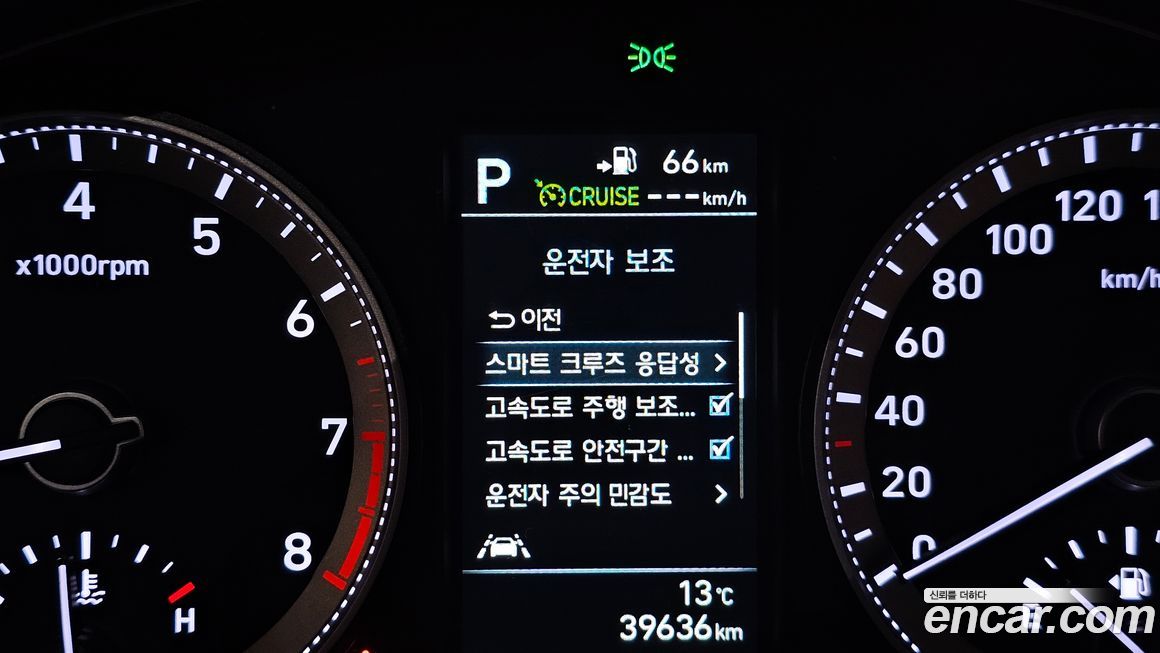 P
66 km
CRUISE ---km/h
운전자 보조
이전
스마트 크루즈 응답성
고속도로 주행 보조...
고속도로 안전구간 ...
운전자 주의 민감도
13℃
39636 km
4
5
6
7
8
x1000rpm
H
120
100
80
60
40
20
0
km/h
신뢰를 더하다
encar.com